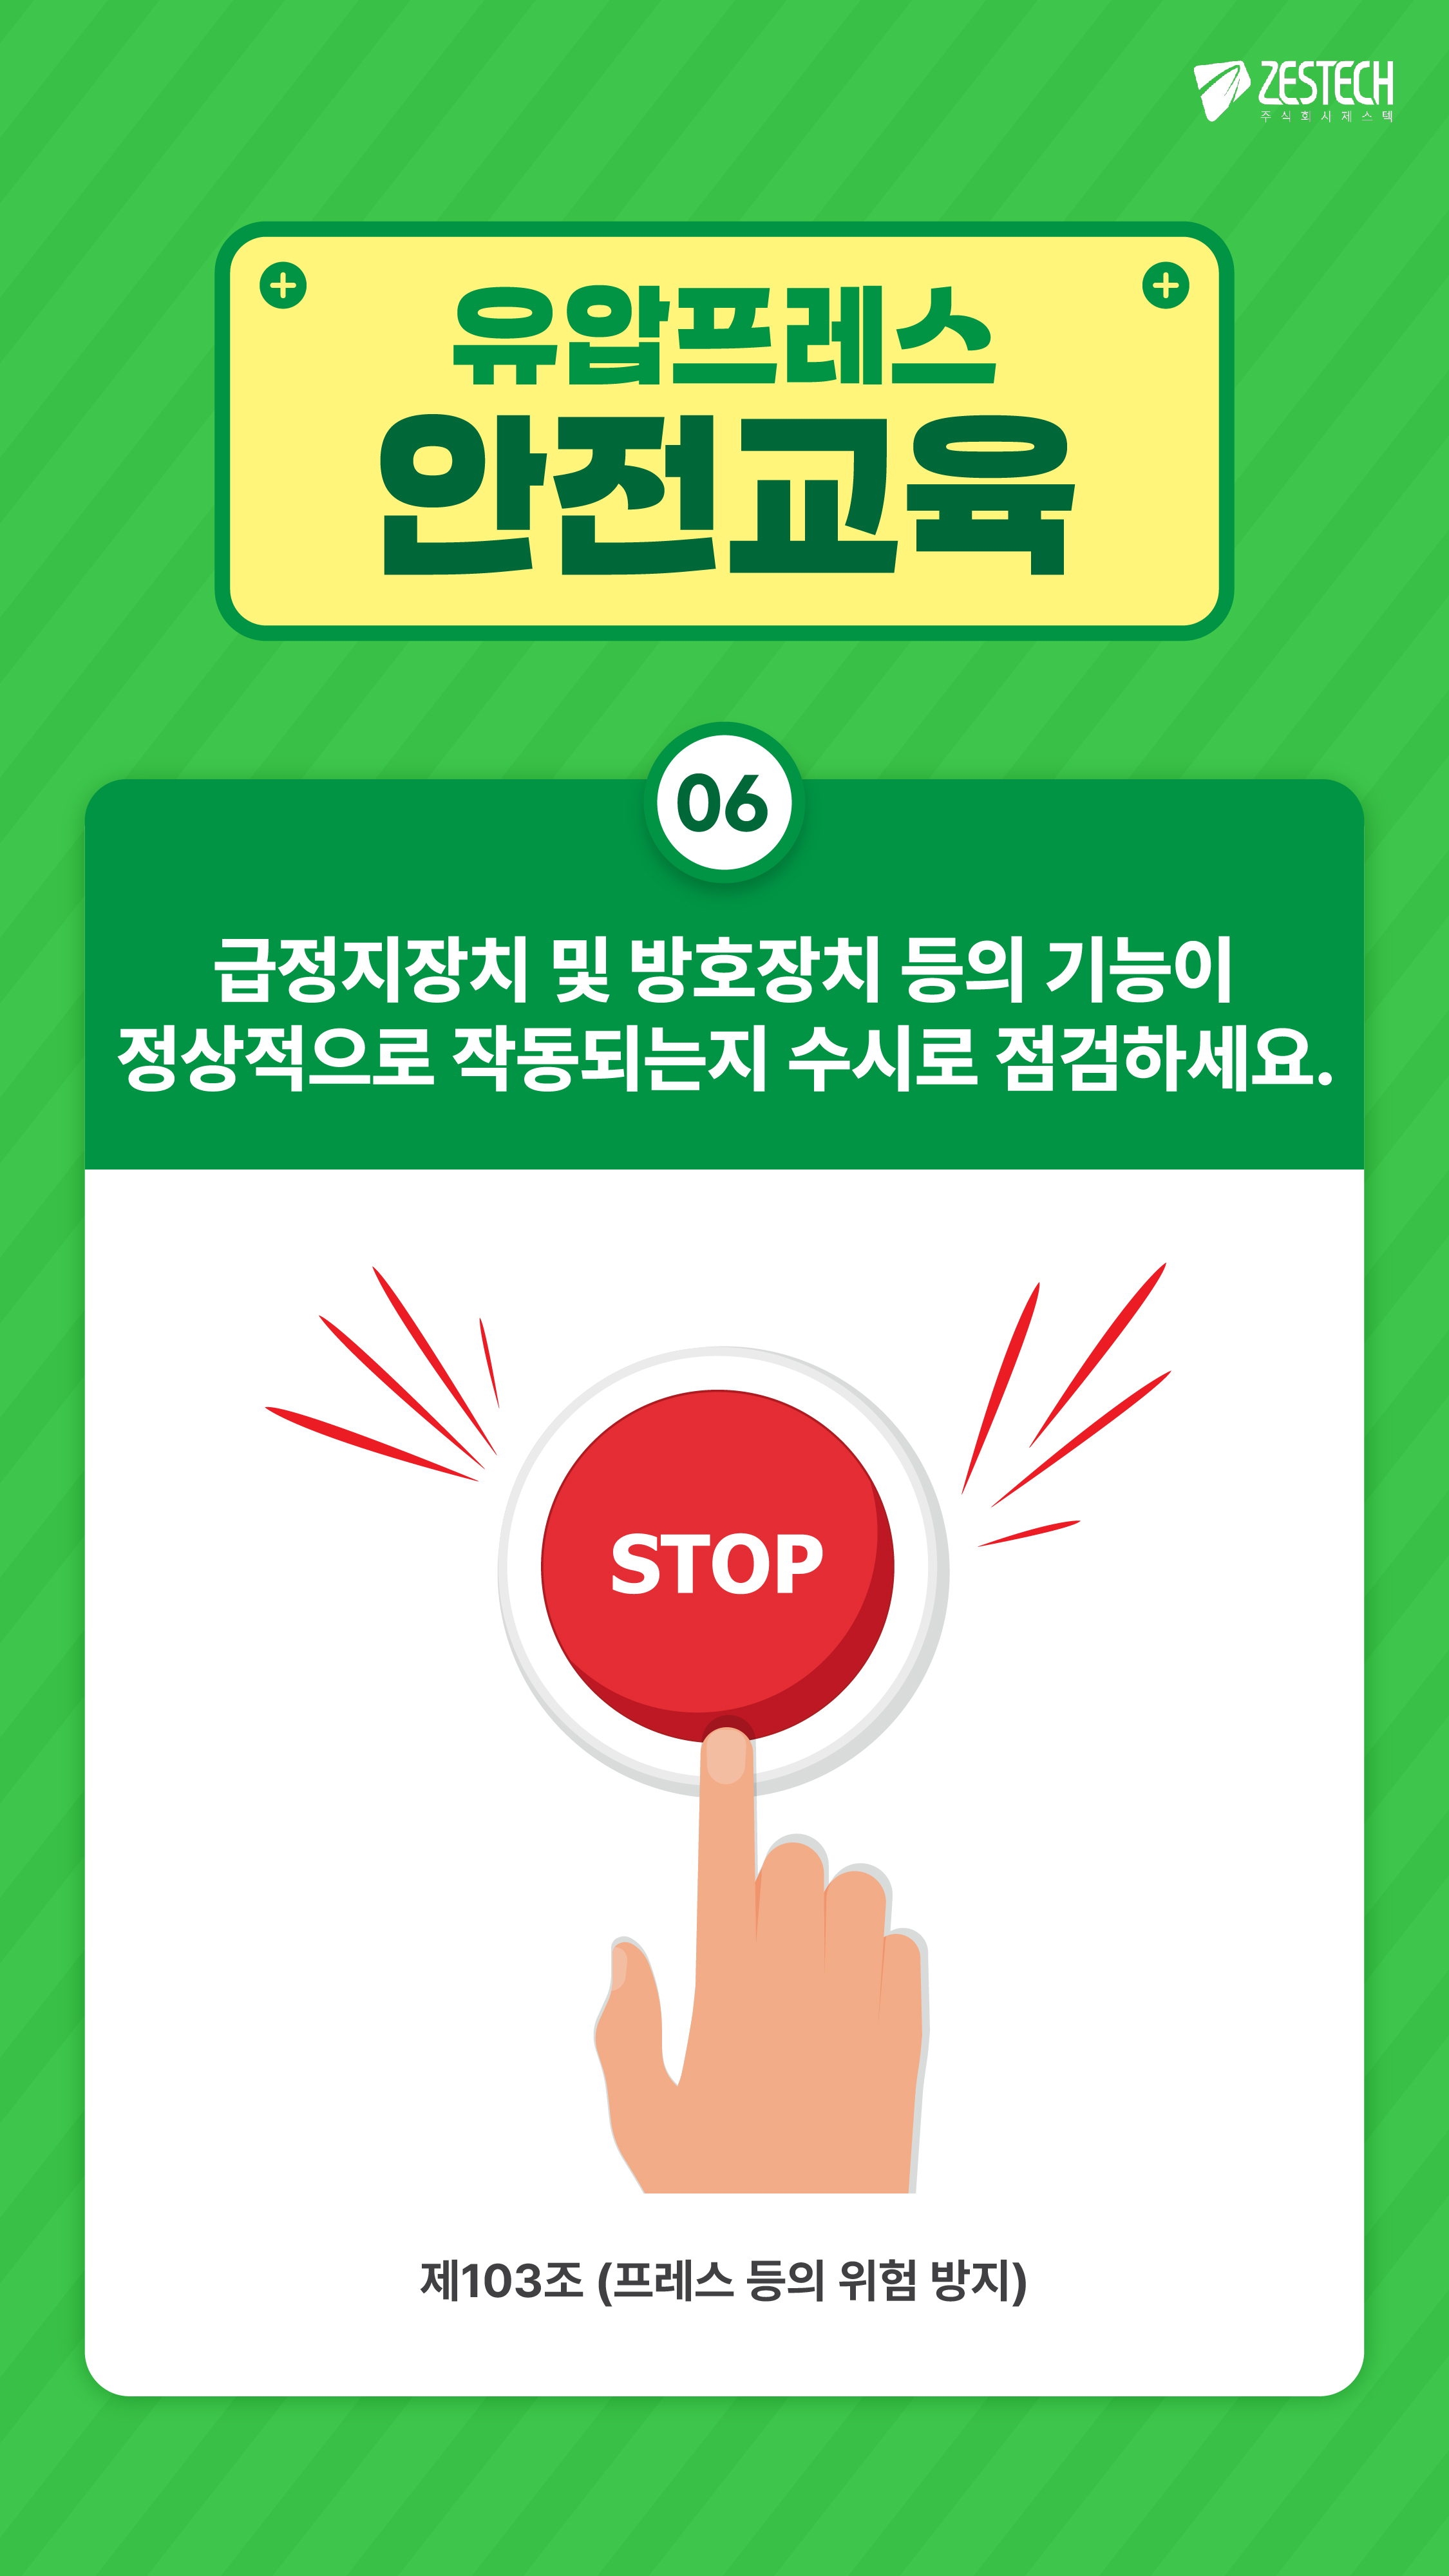 ZESTECH
주식회사제스텍
유압프레스
안전교육
06
급정지장치 및 방호장치 등의 기능이
정상적으로 작동되는지 수시로 점검하세요.
STOP
제103조 (프레스 등의 위험 방지)